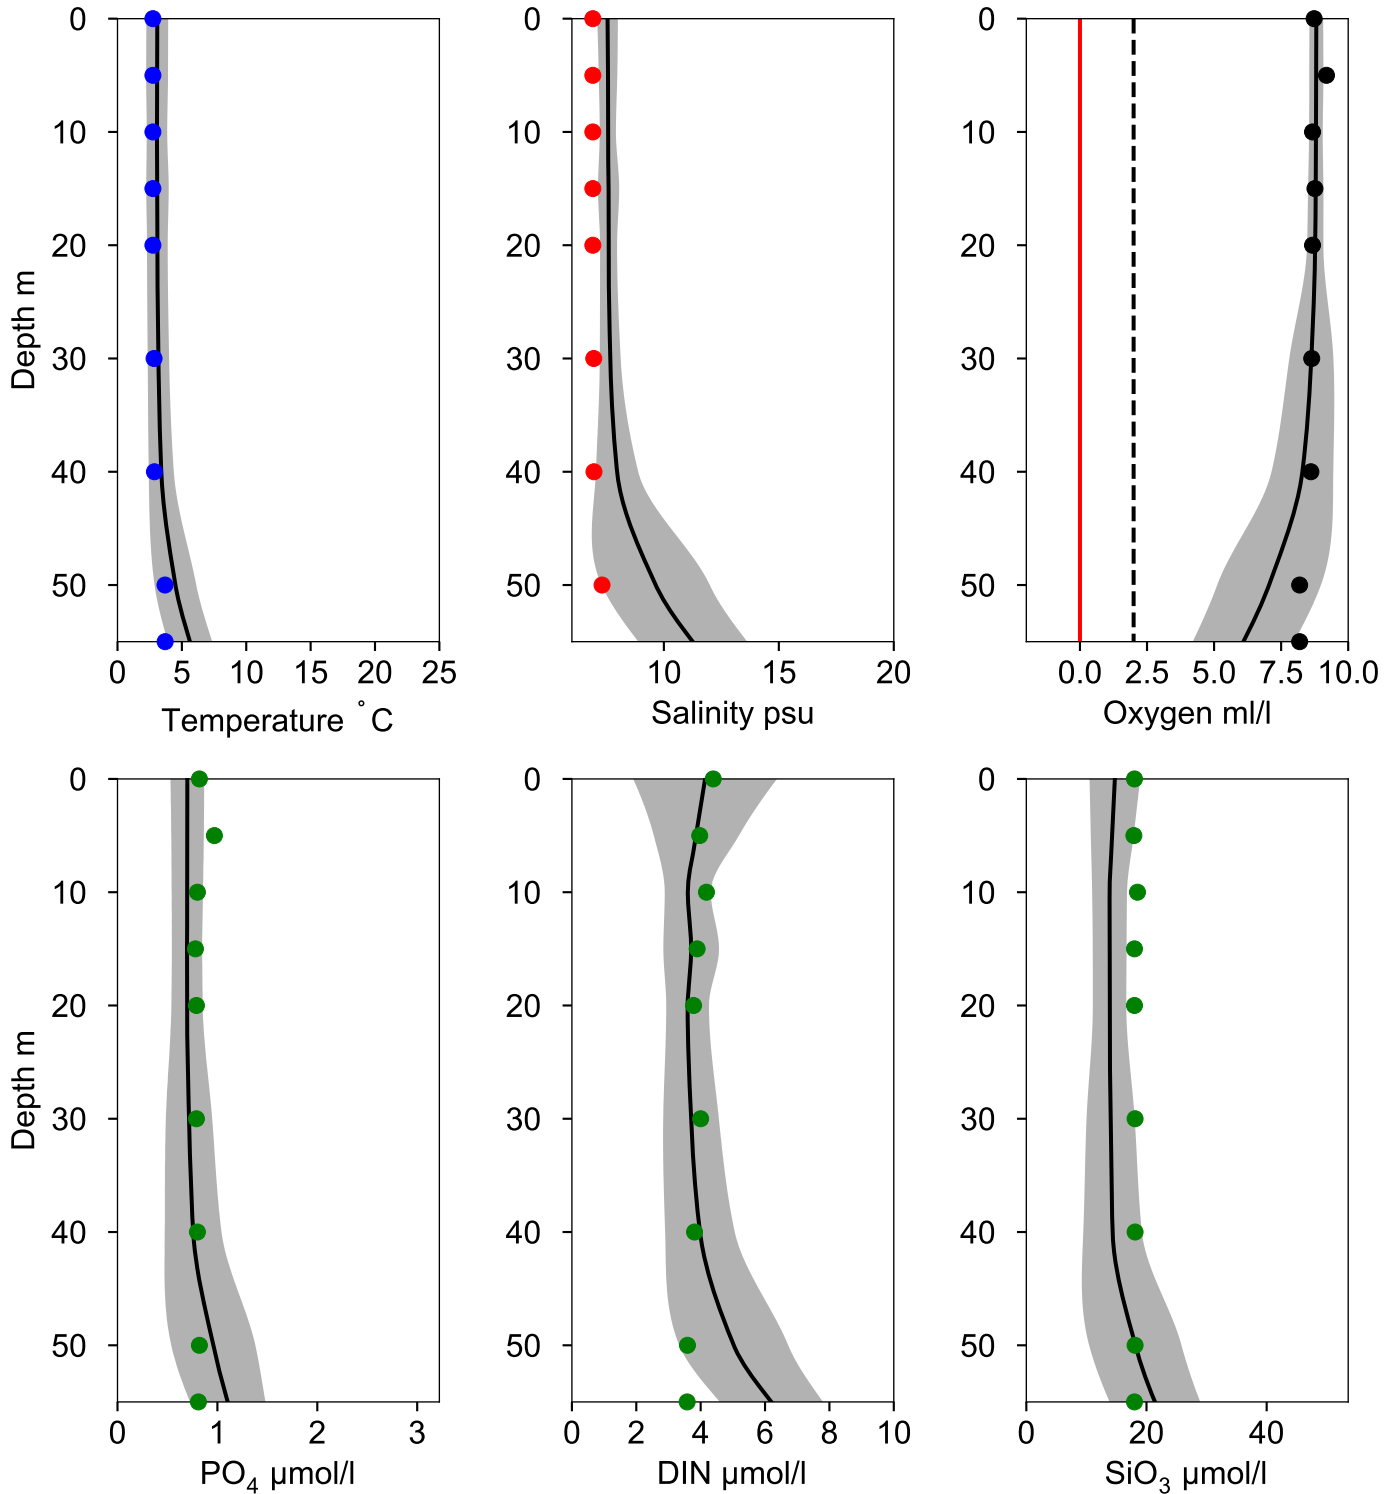 0 0 0
10 10 10
20 20 20
30 30 30
40 40 40
50 50 50
Depth m
0 5 10 15 20 25
10 15 20
0.0 2.5 5.0 7.5 10.0
Temperature °C
Salinity psu
Oxygen ml/l
0 0 0
10 10 10
20 20 20
30 30 30
40 40 40
50 50 50
Depth m
0 1 2 3
0 2 4 6 8 10
0 20 40
PO₄ µmol/l
DIN µmol/l
SiO₃ µmol/l